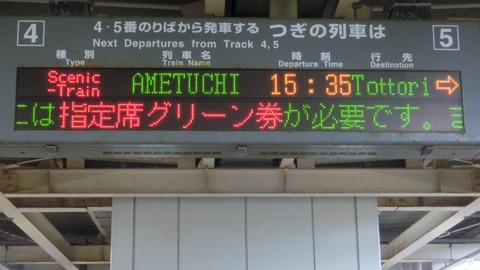 4
4・5番のりばから発車する つぎの列車は
5
Next Departures from Track 4,5
種別 列車名 時刻 行先
Type Train Name Departure Time Destination
Scenic-Train AMETUCHI 15:35 Tottori ⇨
には指定席グリーン券が必要です。ま